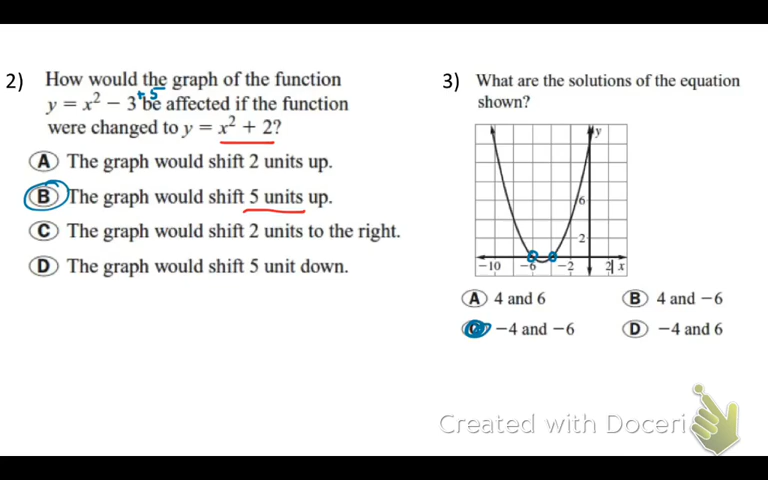 2) How would the graph of the function
+5
y = x² − 3 be affected if the function
were changed to y = x² + 2?
A The graph would shift 2 units up.
B The graph would shift 5 units up.
C The graph would shift 2 units to the right.
D The graph would shift 5 unit down.
3) What are the solutions of the equation
shown?
y
6
2
−10 −6 −2 2 x
A 4 and 6 B 4 and −6
C −4 and −6 D −4 and 6
Created with Doceri